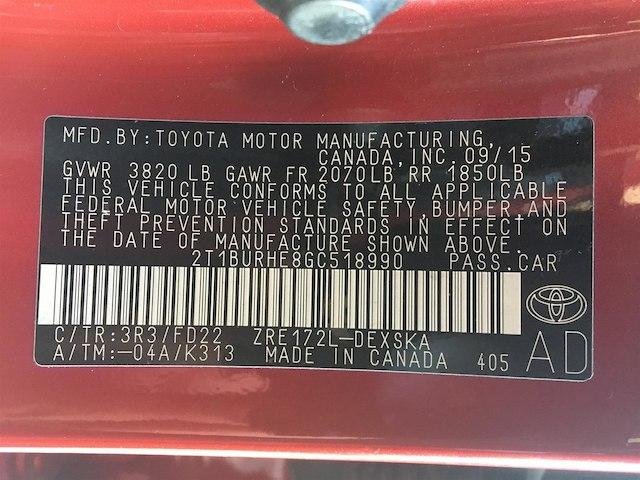 MFD.BY:TOYOTA MOTOR MANUFACTURING,
CANADA,INC.09/15
GVWR 3820LB GAWR FR 2070LB RR 1850LB
THIS VEHICLE CONFORMS TO ALL APPLICABLE
FEDERAL MOTOR VEHICLE SAFETY,BUMPER,AND
THEFT PREVENTION STANDARDS IN EFFECT ON
THE DATE OF MANUFACTURE SHOWN ABOVE.
2T1BURHE8GC518990 PASS.CAR
C/TR:3R3/FD22 ZRE172L-DEXSKA
A/TM:-04A/K313 MADE IN CANADA 405 AD